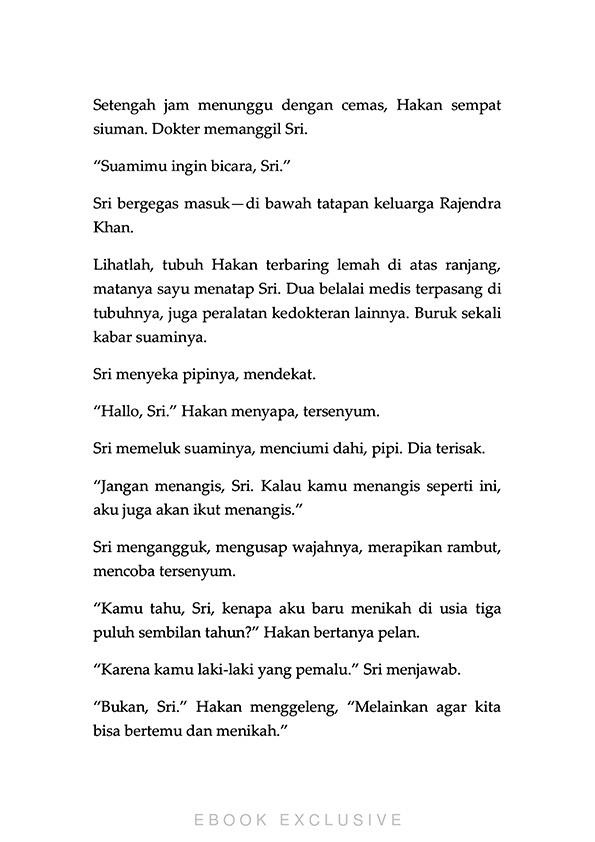 Setengah jam menunggu dengan cemas, Hakan sempat
siuman. Dokter memanggil Sri.
“Suamimu ingin bicara, Sri.”
Sri bergegas masuk—di bawah tatapan keluarga Rajendra
Khan.
Lihatlah, tubuh Hakan terbaring lemah di atas ranjang,
matanya sayu menatap Sri. Dua belalai medis terpasang di
tubuhnya, juga peralatan kedokteran lainnya. Buruk sekali
kabar suaminya.
Sri menyeka pipinya, mendekat.
“Hallo, Sri.” Hakan menyapa, tersenyum.
Sri memeluk suaminya, menciumi dahi, pipi. Dia terisak.
“Jangan menangis, Sri. Kalau kamu menangis seperti ini,
aku juga akan ikut menangis.”
Sri mengangguk, mengusap wajahnya, merapikan rambut,
mencoba tersenyum.
“Kamu tahu, Sri, kenapa aku baru menikah di usia tiga
puluh sembilan tahun?” Hakan bertanya pelan.
“Karena kamu laki-laki yang pemalu.” Sri menjawab.
“Bukan, Sri.” Hakan menggeleng, “Melainkan agar kita
bisa bertemu dan menikah.”
EBOOK EXCLUSIVE